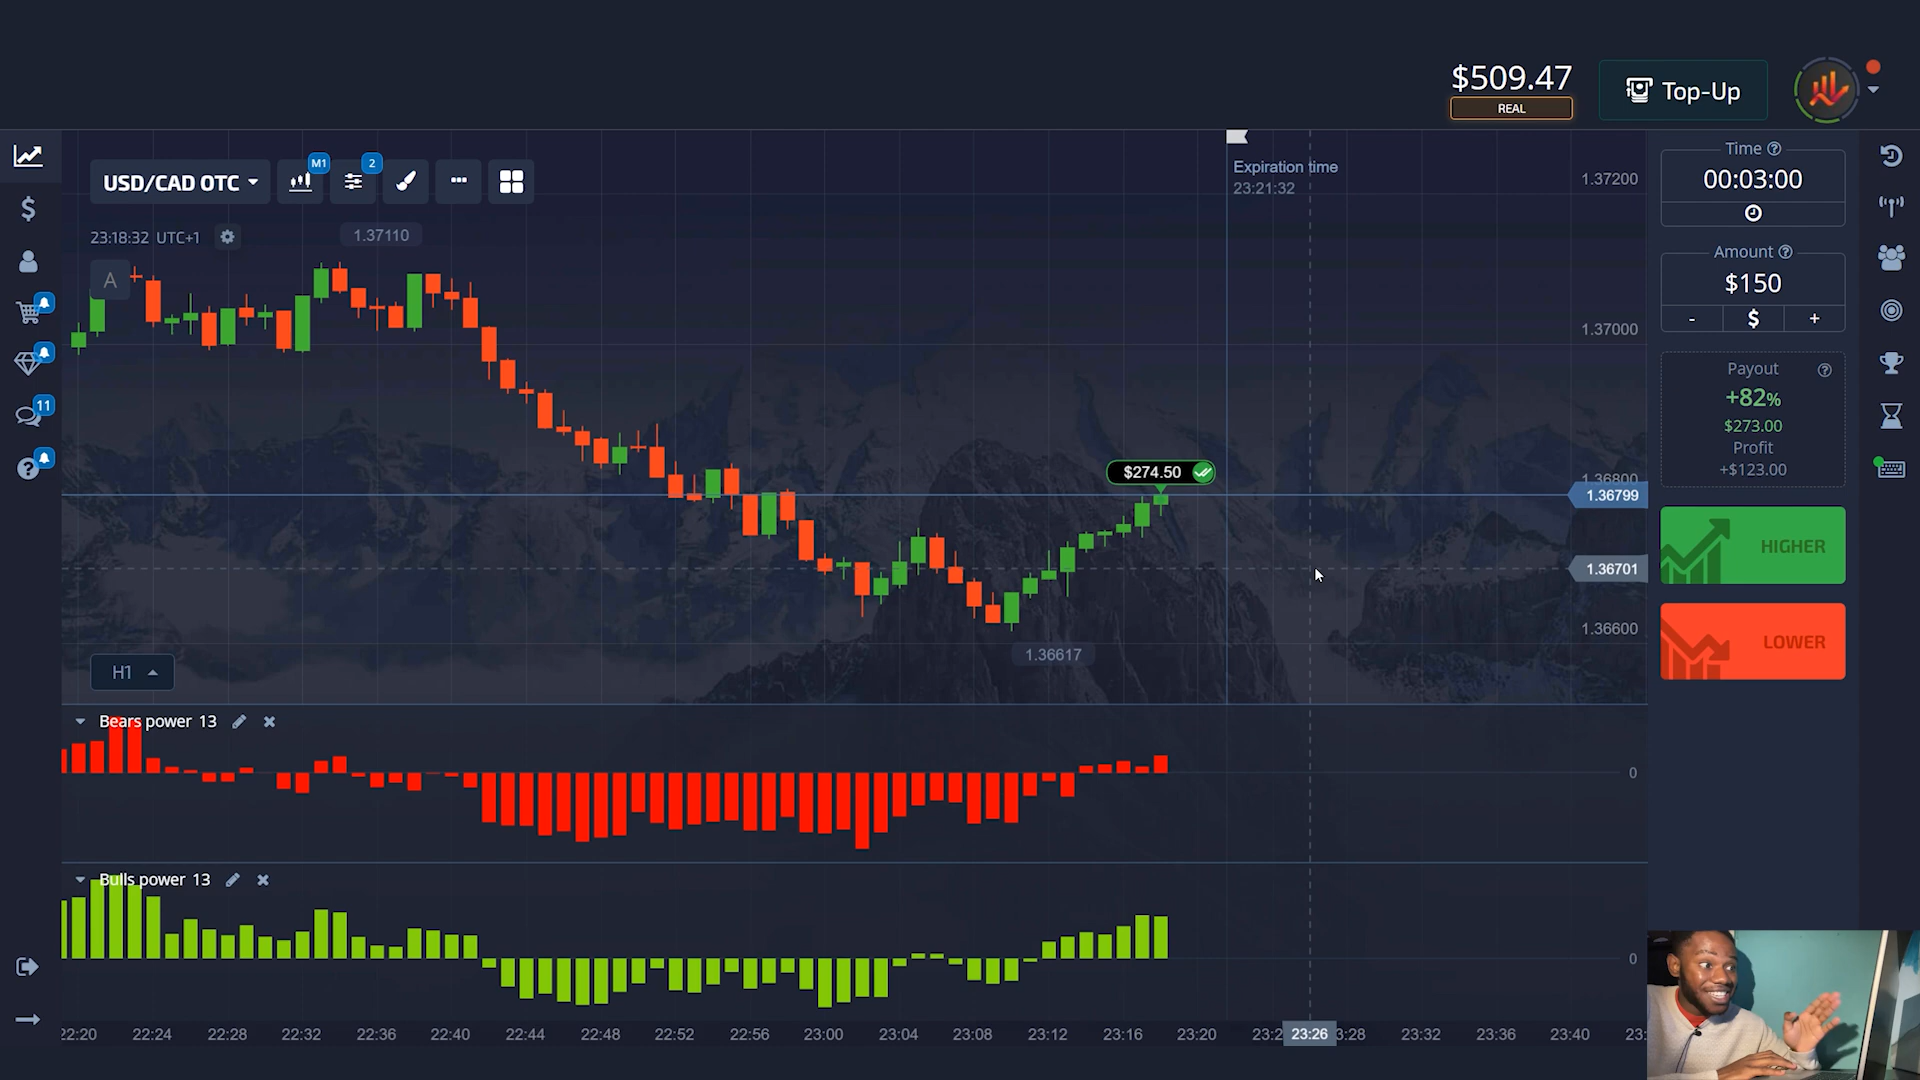 $509.47
REAL
Top-Up
USD/CAD OTC
M1
2
Expiration time
23:21:32
23:18:32 UTC+1
1.37110
A
1.37200
1.37000
1.36800
1.36799
1.36701
1.36600
$274.50
1.36617
H1
11
Time
00:03:00
Amount
$150
- $ +
Payout
+82%
$273.00
Profit
+$123.00
HIGHER
LOWER
Bears power 13
0
Bulls power 13
0
22:20 22:24 22:28 22:32 22:36 22:40 22:44 22:48 22:52 22:56 23:00 23:04 23:08 23:12 23:16 23:20 23:2 23:26 3:28 23:32 23:36 23:40 23: